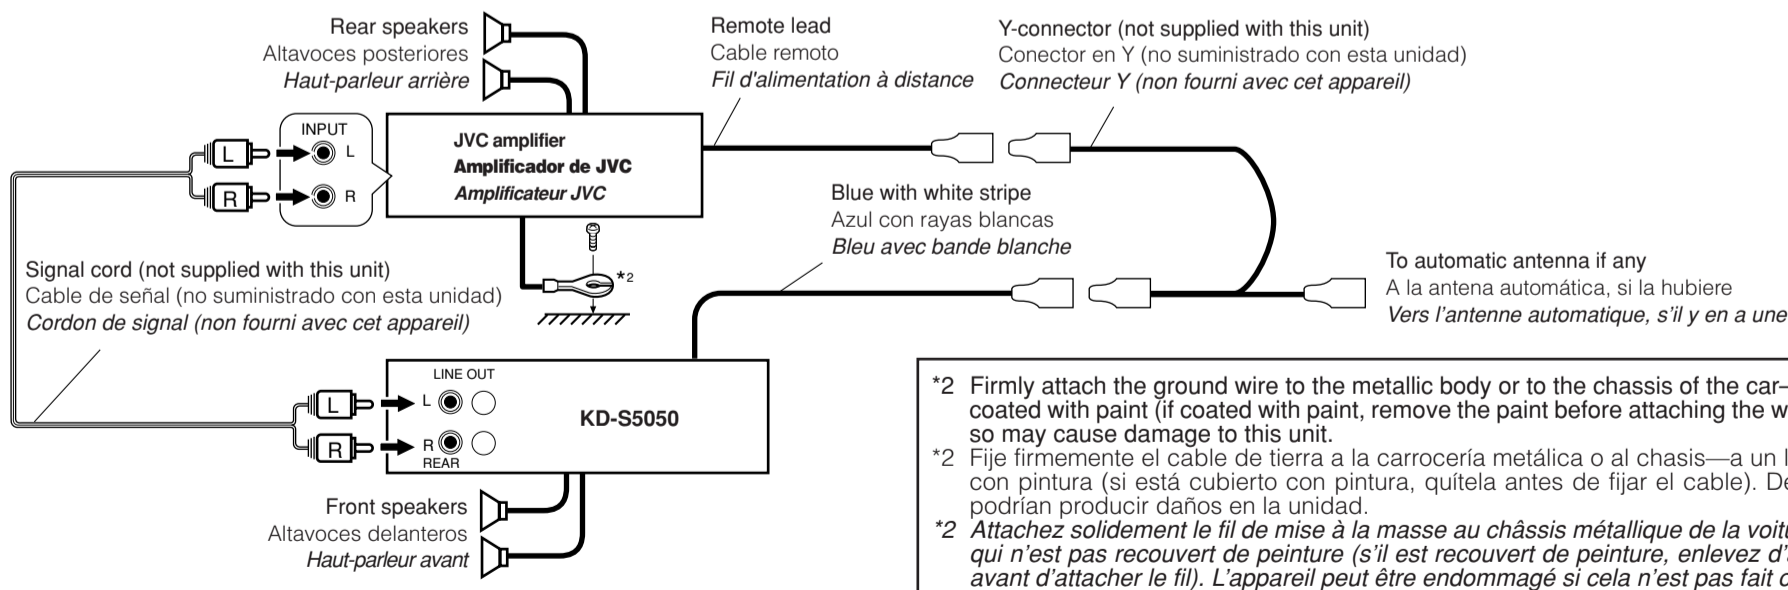 Rear speakers
Altavoces posteriores
Haut-parleur arrière
Remote lead
Cable remoto
Fil d'alimentation à distance
Y-connector (not supplied with this unit)
Conector en Y (no suministrado con esta unidad)
Connecteur Y (non fourni avec cet appareil)
INPUT
L
L
R
R
JVC amplifier
Amplificador de JVC
Amplificateur JVC
Blue with white stripe
Azul con rayas blancas
Bleu avec bande blanche
*2
Signal cord (not supplied with this unit)
Cable de señal (no suministrado con esta unidad)
Cordon de signal (non fourni avec cet appareil)
To automatic antenna if any
A la antena automática, si la hubiere
Vers l'antenne automatique, s'il y en a une
LINE OUT
L
L
R
R
REAR
KD-S5050
Front speakers
Altavoces delanteros
Haut-parleur avant
*2 Firmly attach the ground wire to the metallic body or to the chassis of the car—
coated with paint (if coated with paint, remove the paint before attaching the
so may cause damage to this unit.
*2 Fije firmemente el cable de tierra a la carrocería metálica o al chasis—a un
con pintura (si está cubierto con pintura, quítela antes de fijar el cable).
podrían producir daños en la unidad.
*2 Attachez solidement le fil de mise à la masse au châssis métallique de la
qui n'est pas recouvert de peinture (s'il est recouvert de peinture, enlevez
avant d'attacher le fil). L'appareil peut être endommagé si cela n'est pas fait